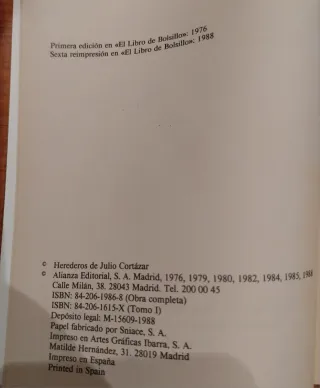 Primera edición en «El Libro de Bolsillo»: 1976
Sexta reimpresión en «El Libro de Bolsillo»: 1988
© Herederos de Julio Cortázar
© Alianza Editorial, S. A. Madrid, 1976, 1979, 1980, 1982, 1984, 1985, 1988
Calle Milán, 38. 28043 Madrid. Tel. 200 00 45
ISBN: 84-206-1986-8 (Obra completa)
ISBN: 84-206-1615-X (Tomo I)
Depósito legal: M-15609-1988
Papel fabricado por Sniace, S. A.
Impreso en Artes Gráficas Ibarra, S. A.
Matilde Hernández, 31. 28019 Madrid
Impreso en España
Printed in Spain